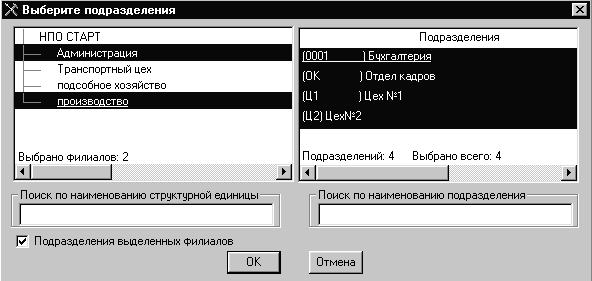 Выберите подразделения
НПО СТАРТ
Администрация
Транспортный цех
подсобное хозяйство
производство
Выбрано филиалов: 2
Подразделения
(0001 ) Бухгалтерия
(ОК ) Отдел кадров
(Ц1 ) Цех №1
(Ц2) Цех№2
Подразделений: 4 Выбрано всего: 4
Поиск по наименованию структурной единицы
Поиск по наименованию подразделения
Подразделения выделенных филиалов
OK
Отмена